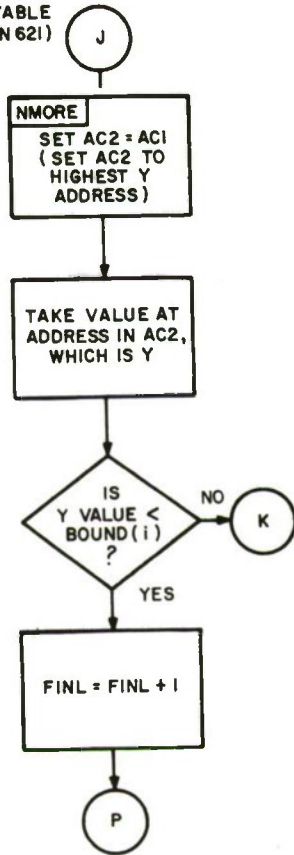 TABLE
N 621)
J
NMORE
SET AC2 = AC1
(SET AC2 TO
HIGHEST Y
ADDRESS)
TAKE VALUE AT
ADDRESS IN AC2,
WHICH IS Y
IS
Y VALUE <
BOUND(i)
?
NO
K
YES
FINL = FINL + 1
P